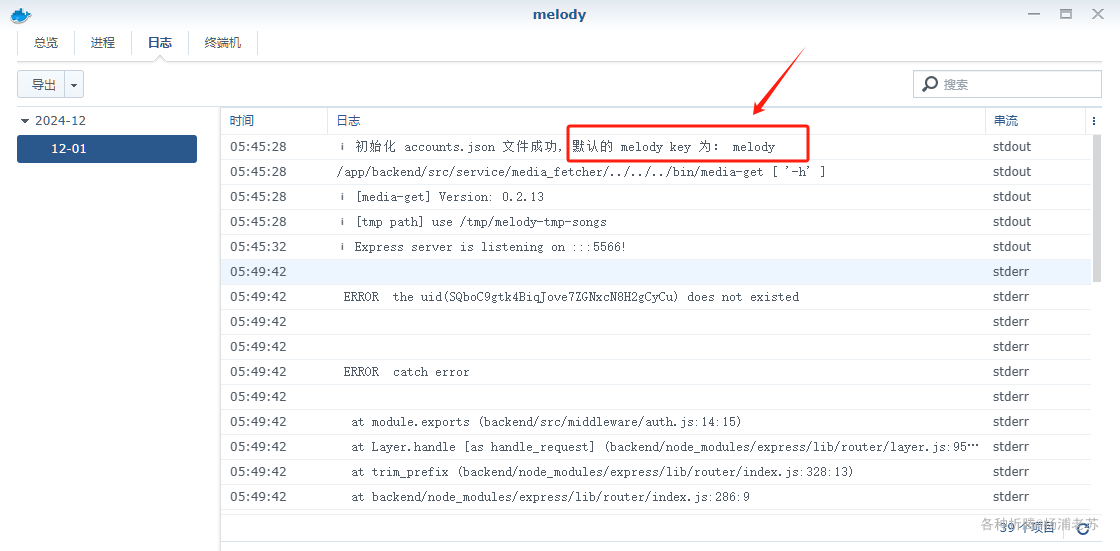 melody
总览 进程 日志 终端机
导出 搜索
2024-12
12-01
时间 日志 串流
05:45:28 i 初始化 accounts.json 文件成功, 默认的 melody key 为: melody stdout
05:45:28 /app/backend/src/service/media_fetcher/../../../bin/media-get [ '-h' ] stdout
05:45:28 i [media-get] Version: 0.2.13 stdout
05:45:28 i [tmp path] use /tmp/melody-tmp-songs stdout
05:45:32 i Express server is listening on :::5566! stdout
05:49:42 stderr
05:49:42 ERROR the uid(SQboC9gtk4BiqJove7ZGNxcN8H2gCyCu) does not existed stderr
05:49:42 stderr
05:49:42 stderr
05:49:42 ERROR catch error stderr
05:49:42 stderr
05:49:42 at module.exports (backend/src/middleware/auth.js:14:15) stderr
05:49:42 at Layer.handle [as handle_request] (backend/node_modules/express/lib/router/layer.js:95… stderr
05:49:42 at trim_prefix (backend/node_modules/express/lib/router/index.js:328:13) stderr
05:49:42 at backend/node_modules/express/lib/router/index.js:286:9 stderr
39 个项目
各种折腾@杨浦老苏